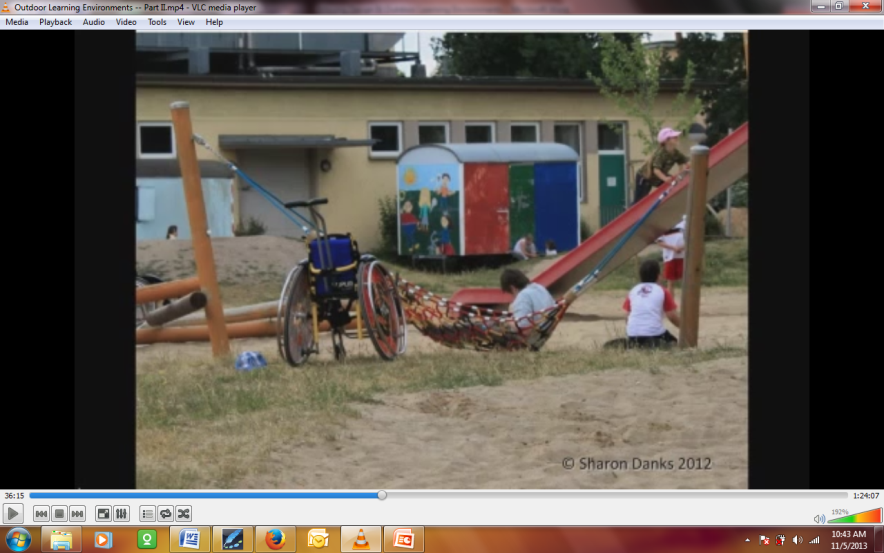 Outdoor Learning Environments -- Part II.mp4 - VLC media player
Media Playback Audio Video Tools View Help
© Sharon Danks 2012
36:15
1:24:07
192%
10:43 AM
11/5/2013